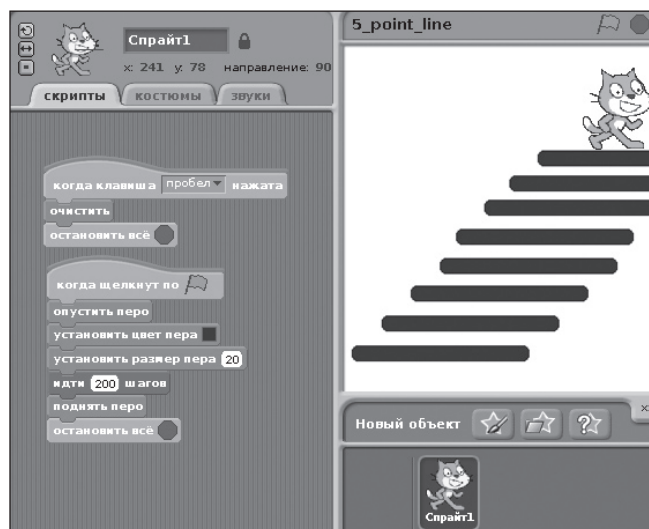 Спрайт1
x: 241 y: 78 направление: 90
скрипты костюмы звуки
когда клавиша пробел нажата
очистить
остановить всё
когда щелкнут по
опустить перо
установить цвет пера
установить размер пера 20
идти 200 шагов
поднять перо
остановить всё
5_point_line
Новый объект
Спрайт1